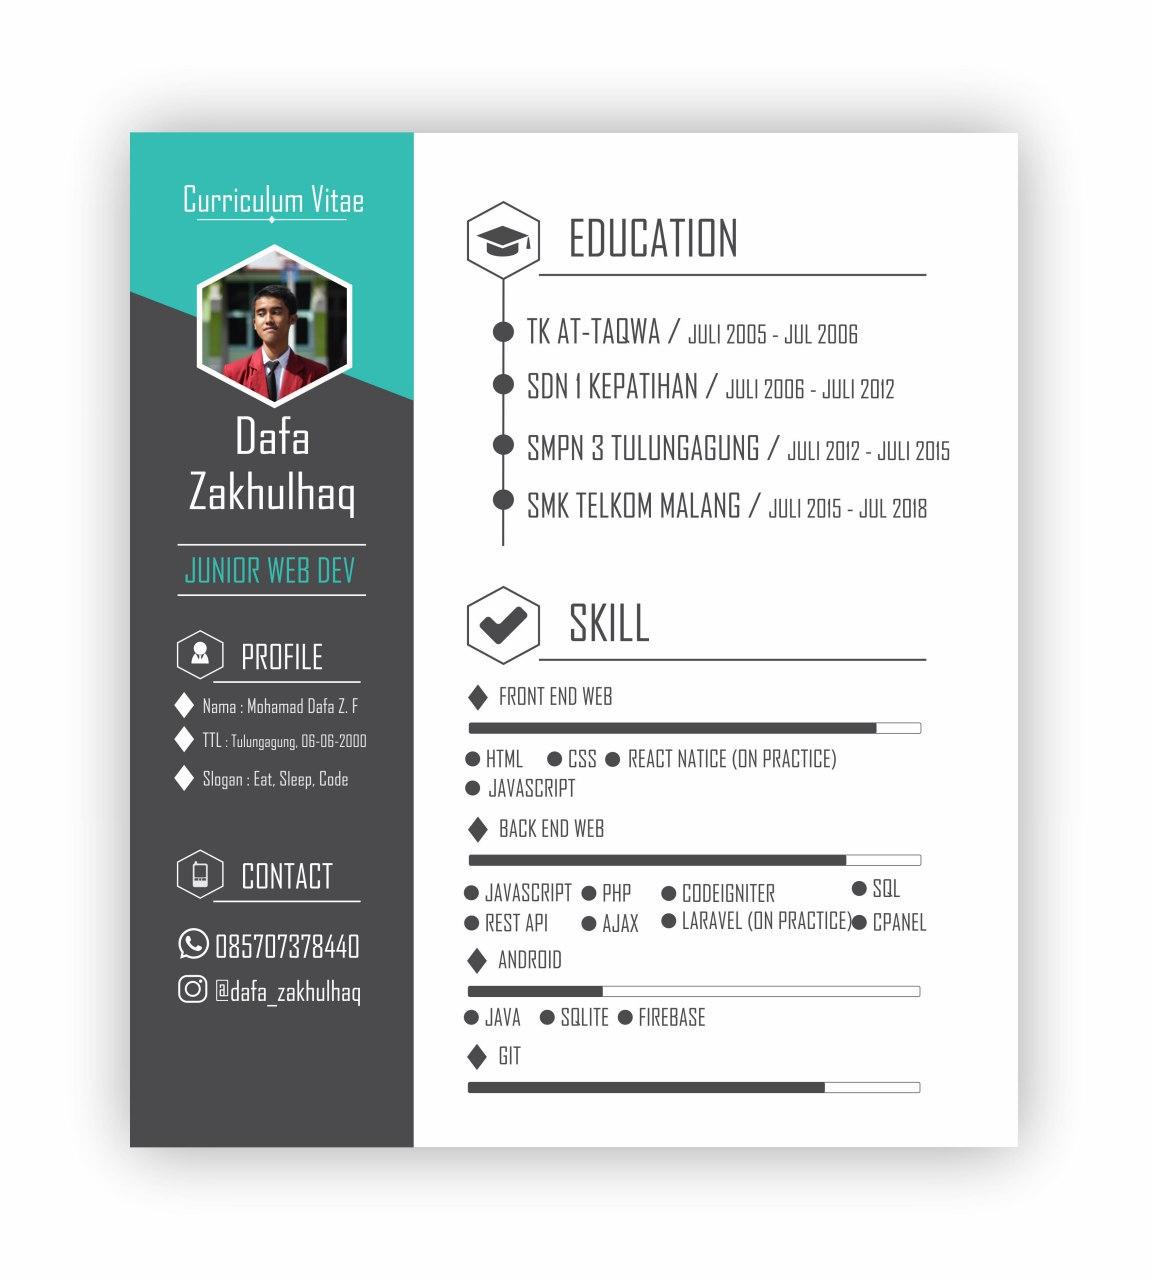 Curriculum Vitae
Dafa
Zakhulhaq
JUNIOR WEB DEV
PROFILE
Nama : Mohamad Dafa Z. F
TTL : Tulungagung, 06-06-2000
Slogan : Eat, Sleep, Code
CONTACT
085707378440
@dafa_zakhulhaq
EDUCATION
TK AT-TAQWA / JULI 2005 - JUL 2006
SDN 1 KEPATIHAN / JULI 2006 - JULI 2012
SMPN 3 TULUNGAGUNG / JULI 2012 - JULI 2015
SMK TELKOM MALANG / JULI 2015 - JUL 2018
SKILL
FRONT END WEB
HTML CSS REACT NATICE (ON PRACTICE)
JAVASCRIPT
BACK END WEB
JAVASCRIPT PHP CODEIGNITER SQL
REST API AJAX LARAVEL (ON PRACTICE) CPANEL
ANDROID
JAVA SQLITE FIREBASE
GIT